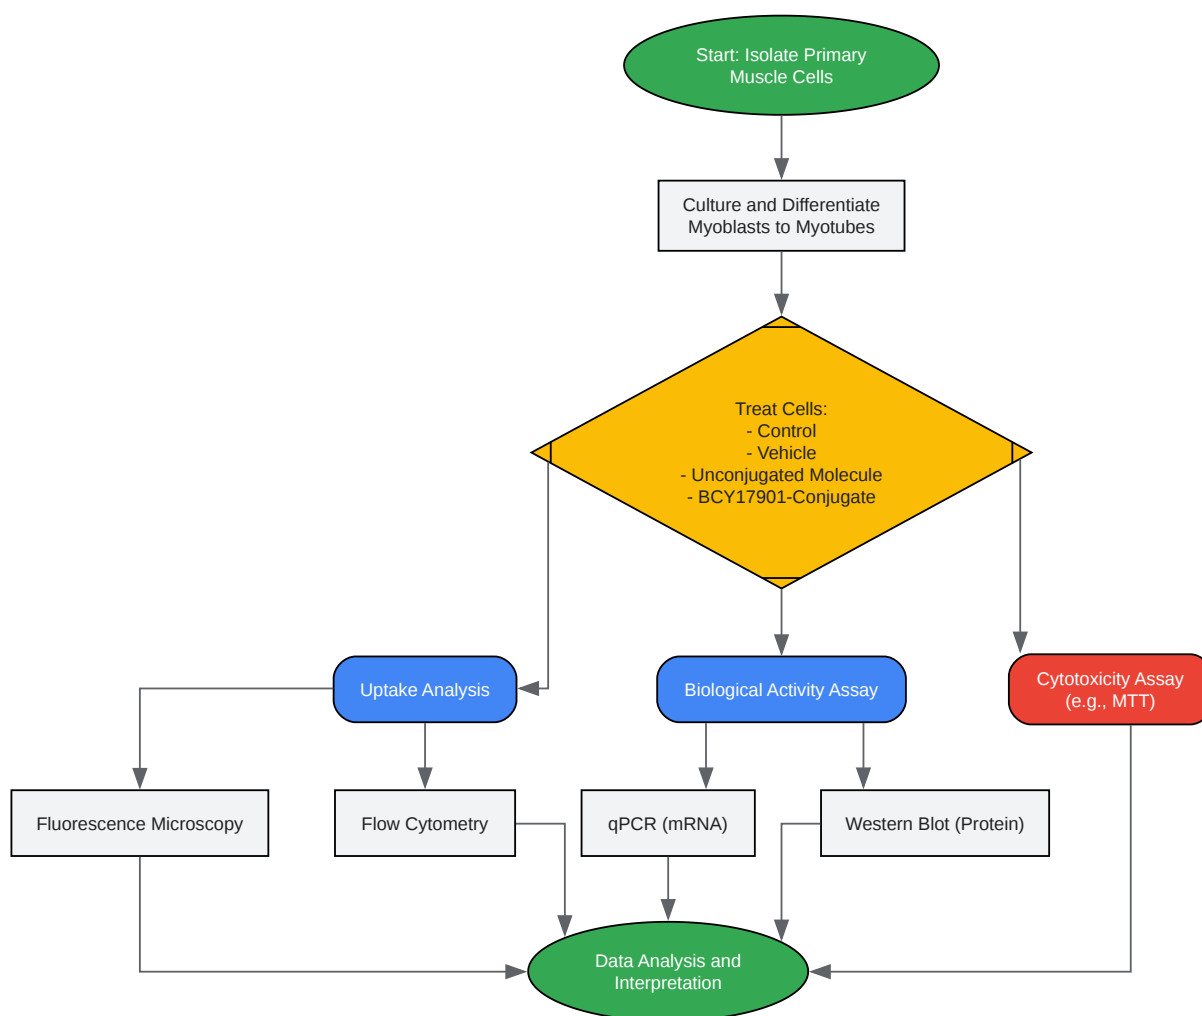 Start: Isolate Primary
Muscle Cells
Culture and Differentiate
Myoblasts to Myotubes
Treat Cells:
- Control
- Vehicle
- Unconjugated Molecule
- BCY17901-Conjugate
Uptake Analysis
Biological Activity Assay
Cytotoxicity Assay
(e.g., MTT)
Fluorescence Microscopy
Flow Cytometry
qPCR (mRNA)
Western Blot (Protein)
Data Analysis and
Interpretation